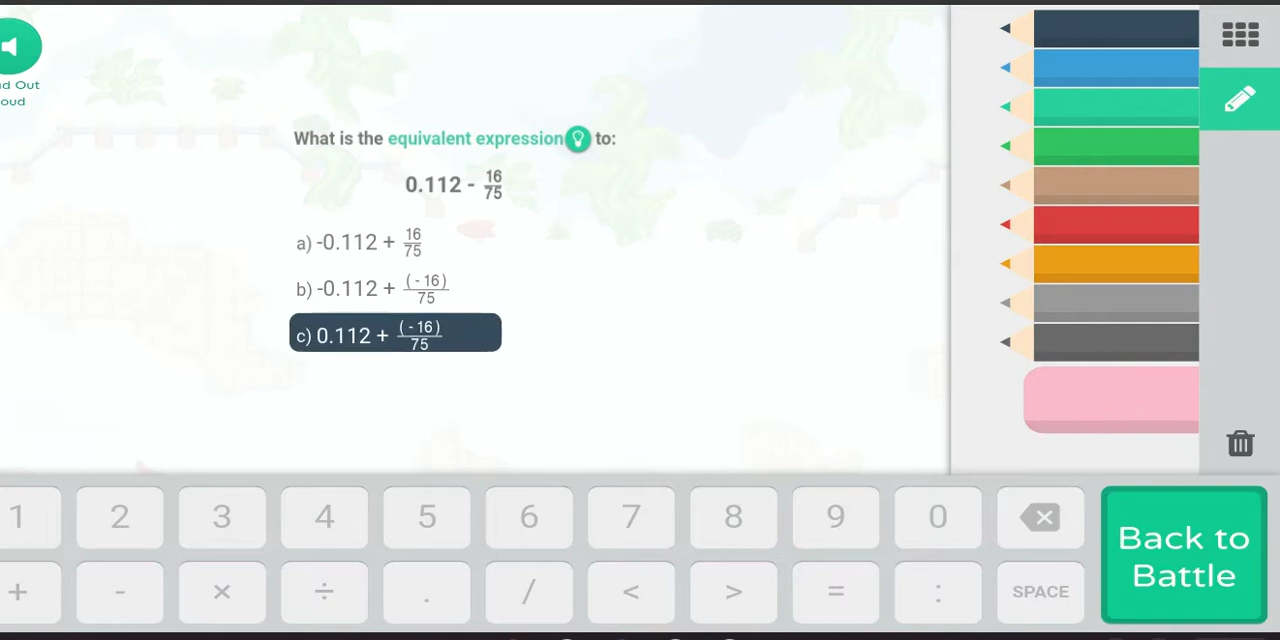 d Out
oud
What is the equivalent expression to:
0.112 - 16/75
a) -0.112 + 16/75
b) -0.112 + (-16)/75
c) 0.112 + (-16)/75
1 2 3 4 5 6 7 8 9 0
+ - × ÷ . / < > = : SPACE
Back to
Battle